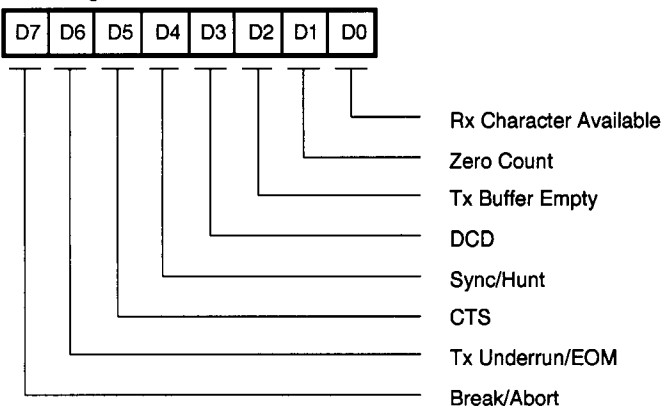 D7 D6 D5 D4 D3 D2 D1 D0
Rx Character Available
Zero Count
Tx Buffer Empty
DCD
Sync/Hunt
CTS
Tx Underrun/EOM
Break/Abort